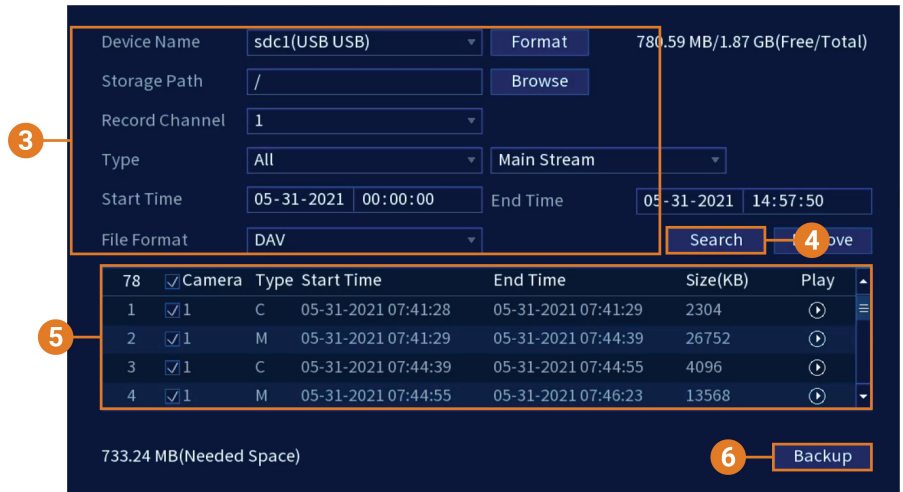 Device Name sdc1(USB USB) Format 780.59 MB/1.87 GB(Free/Total)
Storage Path / Browse
Record Channel 1
3
Type All Main Stream
Start Time 05-31-2021 00:00:00 End Time 05-31-2021 14:57:50
File Format DAV Search 4
78 Camera Type Start Time End Time Size(KB) Play
1 1 C 05-31-2021 07:41:28 05-31-2021 07:41:29 2304
5
2 1 M 05-31-2021 07:41:29 05-31-2021 07:44:39 26752
3 1 C 05-31-2021 07:44:39 05-31-2021 07:44:55 4096
4 1 M 05-31-2021 07:44:55 05-31-2021 07:46:23 13568
733.24 MB(Needed Space) 6 Backup